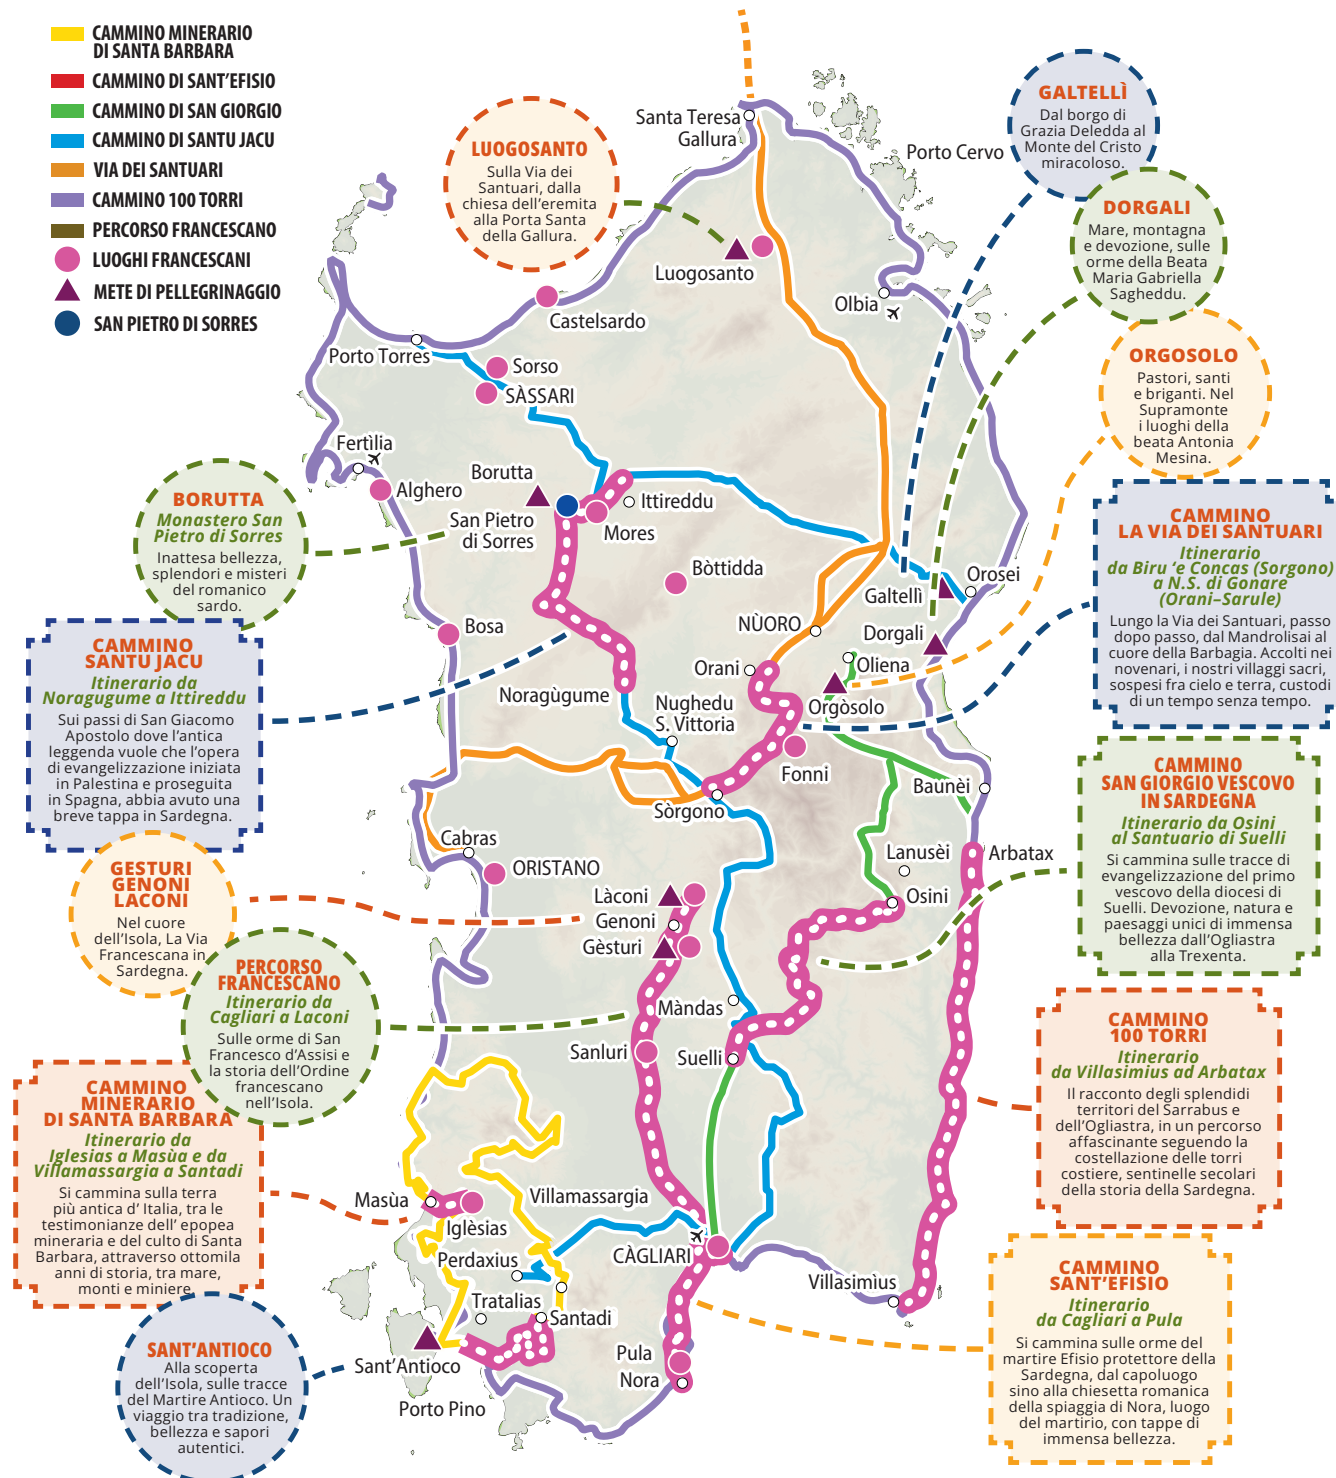 CAMMINO MINERARIO
DI SANTA BARBARA
CAMMINO DI SANT'EFISIO
CAMMINO DI SAN GIORGIO
CAMMINO DI SANTU JACU
VIA DEI SANTUARI
CAMMINO 100 TORRI
PERCORSO FRANCESCANO
LUOGHI FRANCESCANI
METE DI PELLEGRINAGGIO
SAN PIETRO DI SORRES
LUOGOSANTO
Sulla Via dei
Santuari, dalla
chiesa dell'eremita
alla Porta Santa
della Gallura.
GALTELLÌ
Dal borgo di
Grazia Deledda al
Monte del Cristo
miracoloso.
DORGALI
Mare, montagna
e devozione, sulle
orme della Beata
Maria Gabriella
Sagheddu.
ORGOSOLO
Pastori, santi
e briganti. Nel
Supramonte
i luoghi della
beata Antonia
Mesina.
CAMMINO
LA VIA DEI SANTUARI
Itinerario
da Biru 'e Concas (Sorgono)
a N.S. di Gonare
(Orani–Sarule)
Lungo la Via dei Santuari, passo
dopo passo, dal Mandrolisai al
cuore della Barbagia. Accolti nei
novenari, i nostri villaggi sacri,
sospesi fra cielo e terra, custodi
di un tempo senza tempo.
CAMMINO
SAN GIORGIO VESCOVO
IN SARDEGNA
Itinerario da Osini
al Santuario di Suelli
Si cammina sulle tracce di
evangelizzazione del primo
vescovo della diocesi di
Suelli. Devozione, natura e
paesaggi unici di immensa
bellezza dall'Ogliastra
alla Trexenta.
CAMMINO
100 TORRI
Itinerario
da Villasimius ad Arbatax
Il racconto degli splendidi
territori del Sarrabus e
dell'Ogliastra, in un percorso
affascinante seguendo la
costellazione delle torri
costiere, sentinelle secolari
della storia della Sardegna.
CAMMINO
SANT'EFISIO
Itinerario
da Cagliari a Pula
Si cammina sulle orme del
martire Efisio protettore della
Sardegna, dal capoluogo
sino alla chiesetta romanica
della spiaggia di Nora, luogo
del martirio, con tappe di
immensa bellezza.
BORUTTA
Monastero San
Pietro di Sorres
Inattesa bellezza,
splendori e misteri
del romanico
sardo.
CAMMINO
SANTU JACU
Itinerario da
Noragugume a Ittireddu
Sui passi di San Giacomo
Apostolo dove l'antica
leggenda vuole che l'opera
di evangelizzazione iniziata
in Palestina e proseguita
in Spagna, abbia avuto una
breve tappa in Sardegna.
GESTURI
GENONI
LACONI
Nel cuore
dell'Isola, La Via
Francescana in
Sardegna.
PERCORSO
FRANCESCANO
Itinerario da
Cagliari a Laconi
Sulle orme di San
Francesco d'Assisi e
la storia dell'Ordine
francescano
nell'Isola.
CAMMINO
MINERARIO
DI SANTA BARBARA
Itinerario da
Iglesias a Masùa e da
Villamassargia a Santadi
Si cammina sulla terra
più antica d' Italia, tra le
testimonianze dell' epopea
mineraria e del culto di Santa
Barbara, attraverso ottomila
anni di storia, tra mare,
monti e miniere.
SANT'ANTIOCO
Alla scoperta
dell'Isola, sulle tracce
del Martire Antioco. Un
viaggio tra tradizione,
bellezza e sapori
autentici.
Santa Teresa
Gallura
Porto Cervo
Luogosanto
Olbia
Castelsardo
Porto Torres
Sorso
SÀSSARI
Fertìlia
Alghero
Borutta
San Pietro
di Sorres
Ittireddu
Mores
Bòttidda
Galtellì
Orosei
NÙORO
Dorgali
Bosa
Orani
Oliena
Noragùgume
Nughedu
S. Vittoria
Orgòsolo
Fonni
Baunèi
Sòrgono
Cabras
ORISTANO
Lanusèi
Arbatax
Làconi
Osini
Genoni
Gèsturi
Màndas
Sanluri
Suelli
Masùa
Iglèsias
Villamassargia
Perdaxius
CÀGLIARI
Villasimìus
Tratalias
Santadi
Sant'Antioco
Pula
Nora
Porto Pino